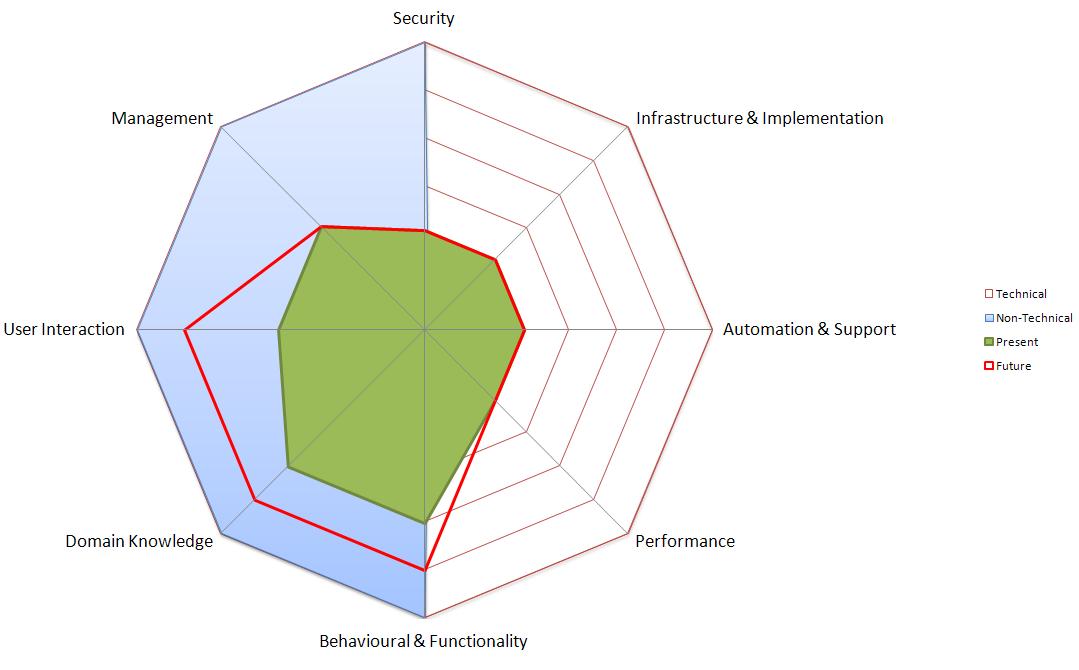 Security
Management
Infrastructure & Implementation
User Interaction
Automation & Support
Domain Knowledge
Performance
Behavioural & Functionality
Technical
Non-Technical
Present
Future